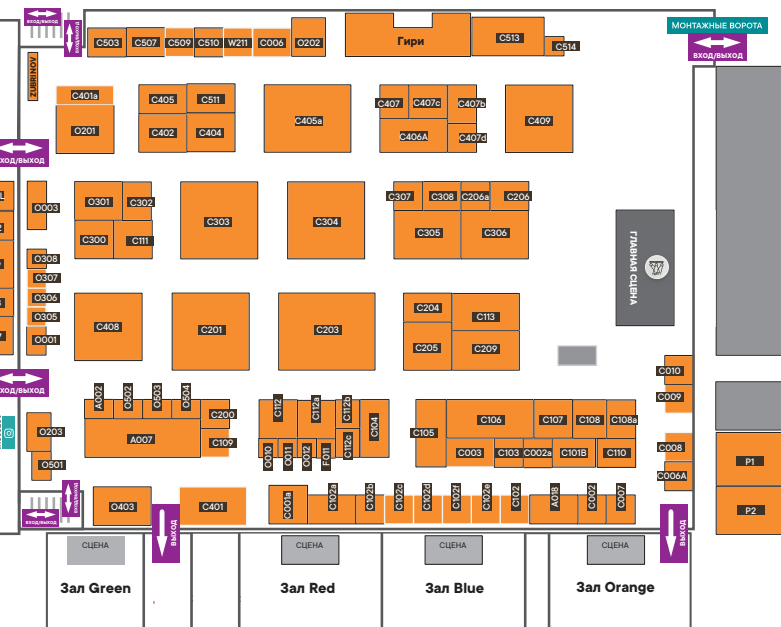 МОНТАЖНЫЕ ВОРОТА
ВХОД/ВЫХОД
ВХОД/ВЫХОД
C503
C507
C509
C510
W211
C006
O202
Гири
C513
C514
ZUBRINOV
C401a
O201
C405
C511
C402
C404
C405a
C407
C407c
C407b
C406A
C407d
C409
ХОД/ВЫХОД
O003
O301
C302
C300
C111
C303
C304
C307
C308
C206a
C206
C305
C306
ГЛАВНАЯ СЦЕНА
O308
O307
O306
O305
O001
C408
C201
C203
C204
C113
C205
C209
C010
C009
ХОД/ВЫХОД
A002
O502
O503
O504
C200
A007
C109
C112
C112a
C112b
C104
C112c
O010
O011
O012
F011
C105
C106
C107
C108
C108a
C003
C103
C002a
C101B
C110
O203
O501
C008
C006A
P1
P2
ВХОД/ВЫХОД
O403
C401
ВЫХОД
C001a
C102a
C102b
C102c
C102d
C102f
C102e
C102
A018
C002
C007
ВЫХОД
СЦЕНА
СЦЕНА
СЦЕНА
СЦЕНА
Зал Green
Зал Red
Зал Blue
Зал Orange